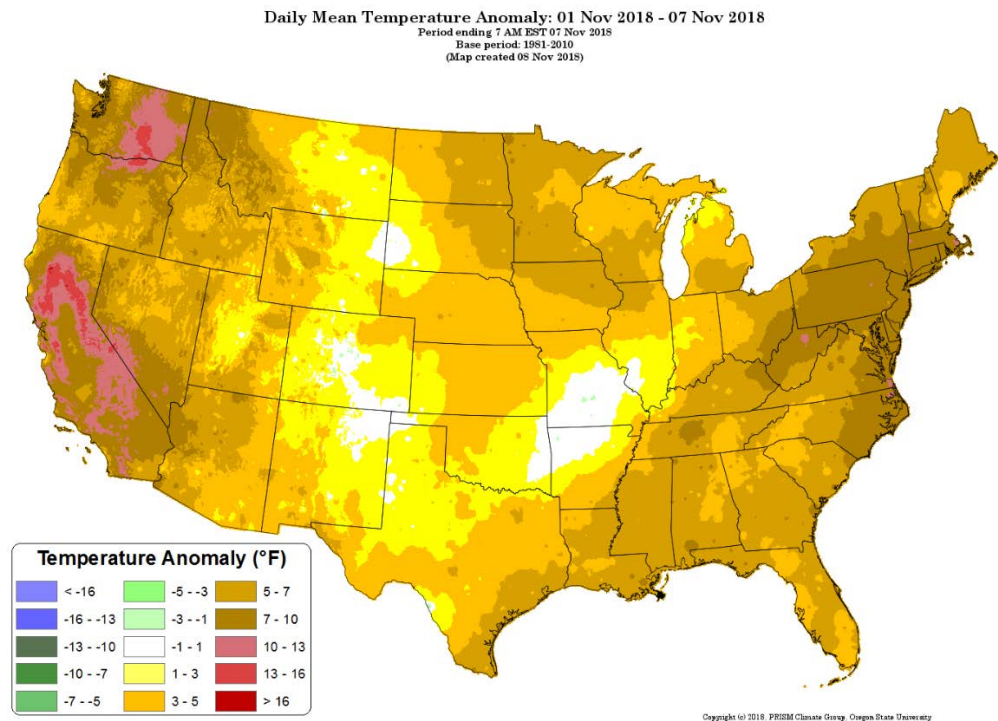 Daily Mean Temperature Anomaly: 01 Nov 2018 - 07 Nov 2018
Period ending 7 AM EST 07 Nov 2018
Base period: 1981-2010
(Map created 08 Nov 2018)
Temperature Anomaly (°F)
< -16
-16 - -13
-13 - -10
-10 - -7
-7 - -5
-5 - -3
-3 - -1
-1 - 1
1 - 3
3 - 5
5 - 7
7 - 10
10 - 13
13 - 16
> 16
Copyright (c) 2018, PRISM Climate Group, Oregon State University